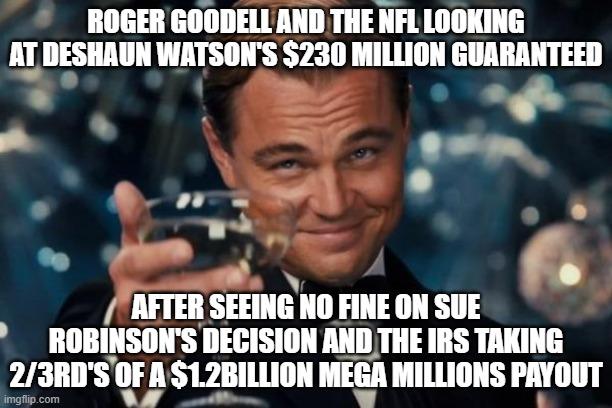 ROGER GOODELL AND THE NFL LOOKING
AT DESHAUN WATSON'S $230 MILLION GUARANTEED
AFTER SEEING NO FINE ON SUE
ROBINSON'S DECISION AND THE IRS TAKING
2/3RD'S OF A $1.2BILLION MEGA MILLIONS PAYOUT
imgflip.com